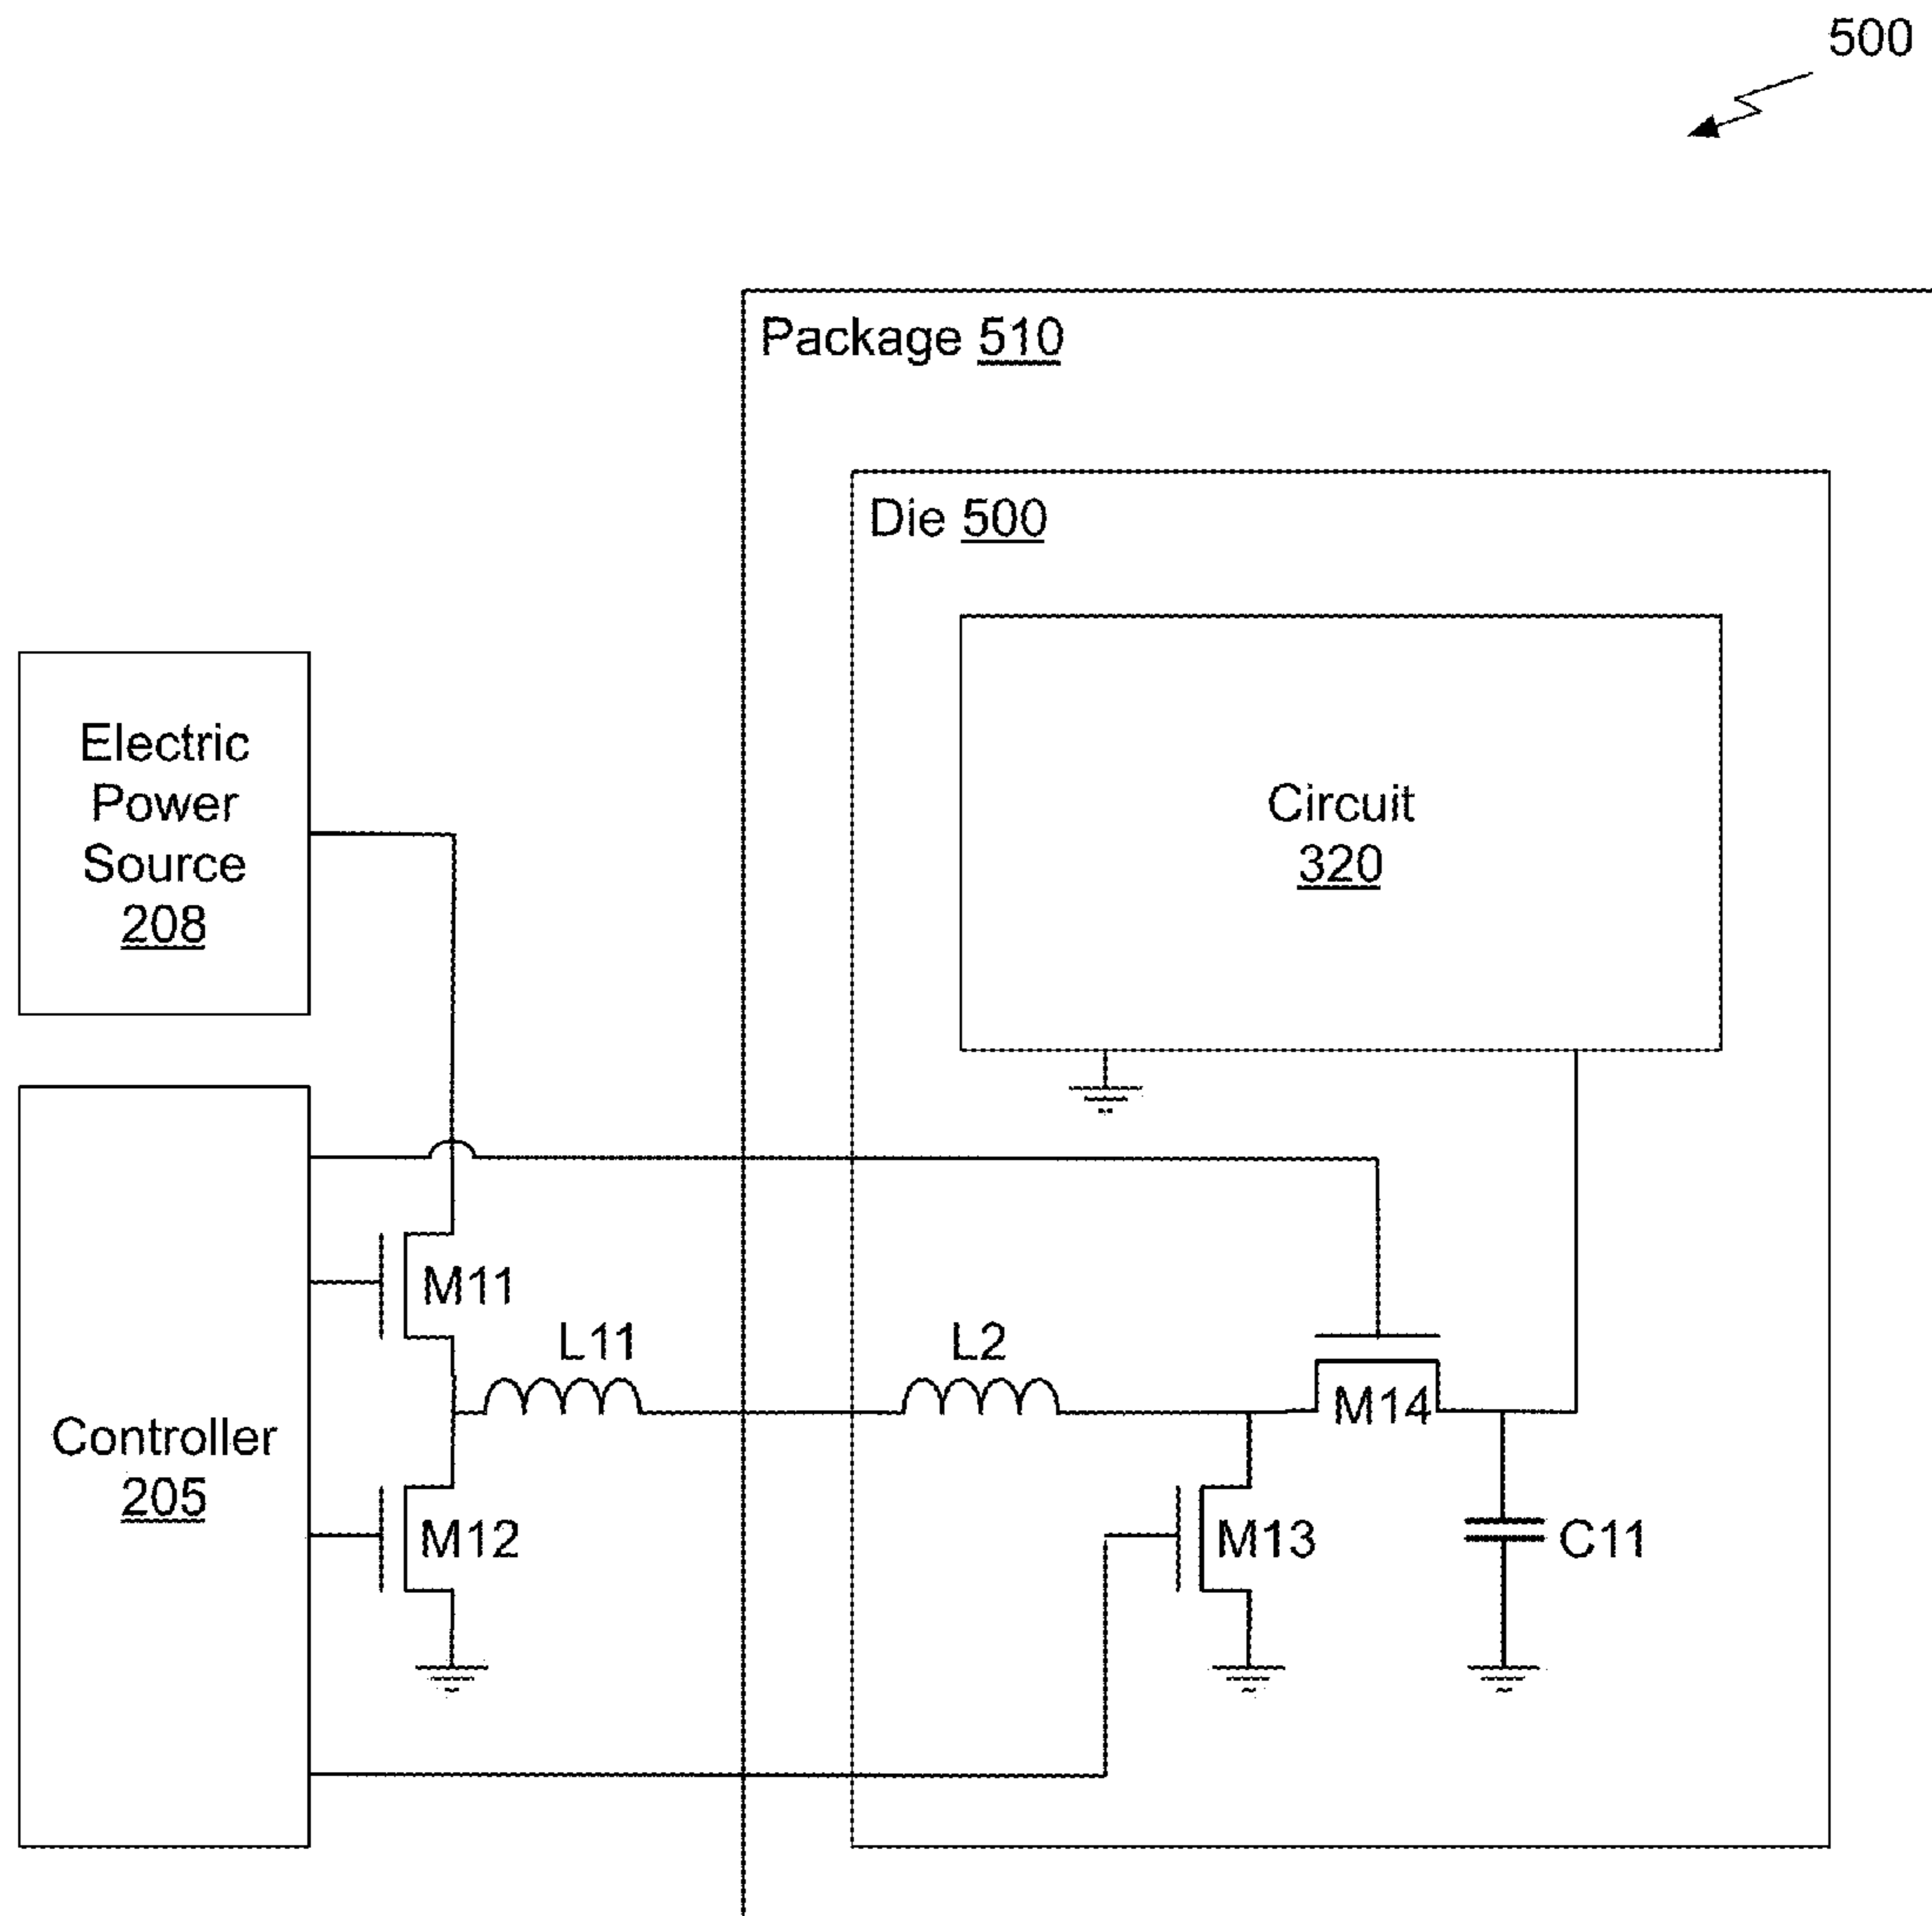 500
Package 510
Die 500
Electric
Power
Source
208
Circuit
320
Controller
205
M11
L11
L2
M14
M12
M13
C11